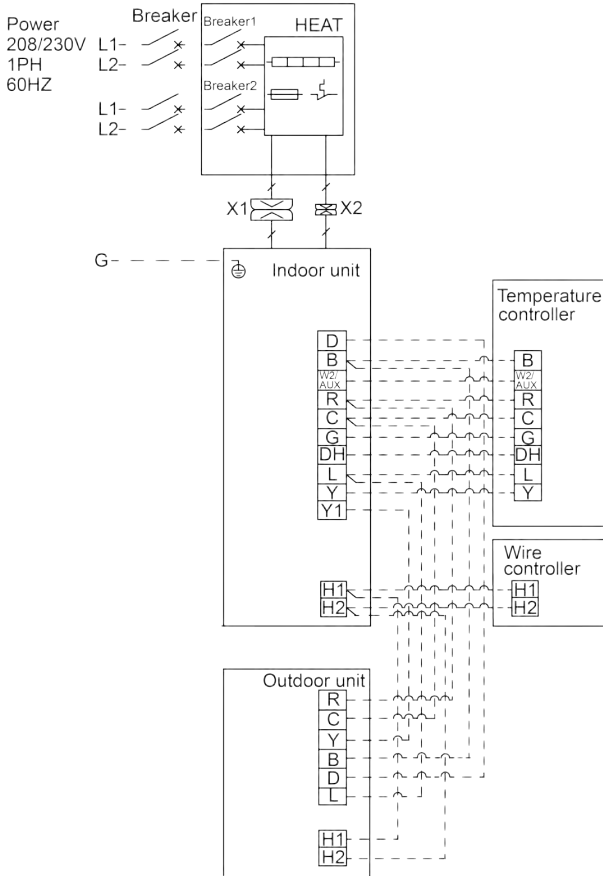 Power
208/230V
1PH
60HZ
Breaker
L1
L2
L1
L2
Breaker1
Breaker2
HEAT
X1
X2
G
Indoor unit
D
B
W2/
AUX
R
C
G
DH
L
Y
Y1
H1
H2
Temperature
controller
B
W2/
AUX
R
C
G
DH
L
Y
Wire
controller
H1
H2
Outdoor unit
R
C
Y
B
D
L
H1
H2